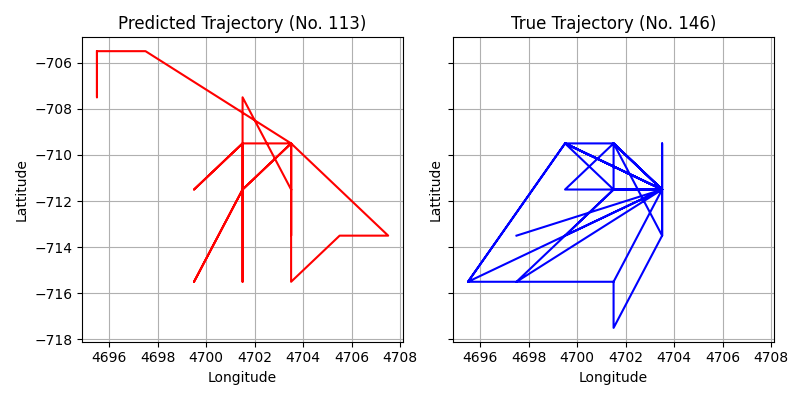 Predicted Trajectory (No. 113)
True Trajectory (No. 146)
−706
−708
−710
−712
−714
−716
−718
Lattitude
Lattitude
4696 4698 4700 4702 4704 4706 4708
4696 4698 4700 4702 4704 4706 4708
Longitude
Longitude